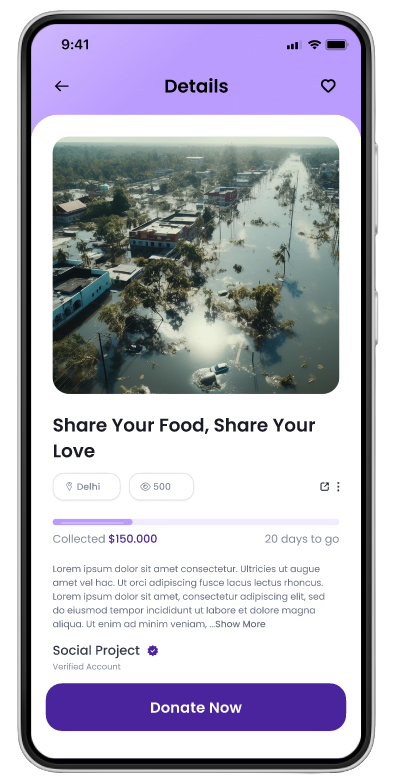 9:41
Details
Share Your Food, Share Your
Love
Delhi
500
Collected $150.000
20 days to go
Lorem ipsum dolor sit amet consectetur. Ultricies ut augue
amet vel hac. Ut orci adipiscing fusce lacus lectus rhoncus.
Lorem ipsum dolor sit amet, consectetur adipiscing elit, sed
do eiusmod tempor incididunt ut labore et dolore magna
aliqua. Ut enim ad minim veniam, ...Show More
Social Project
Verified Account
Donate Now